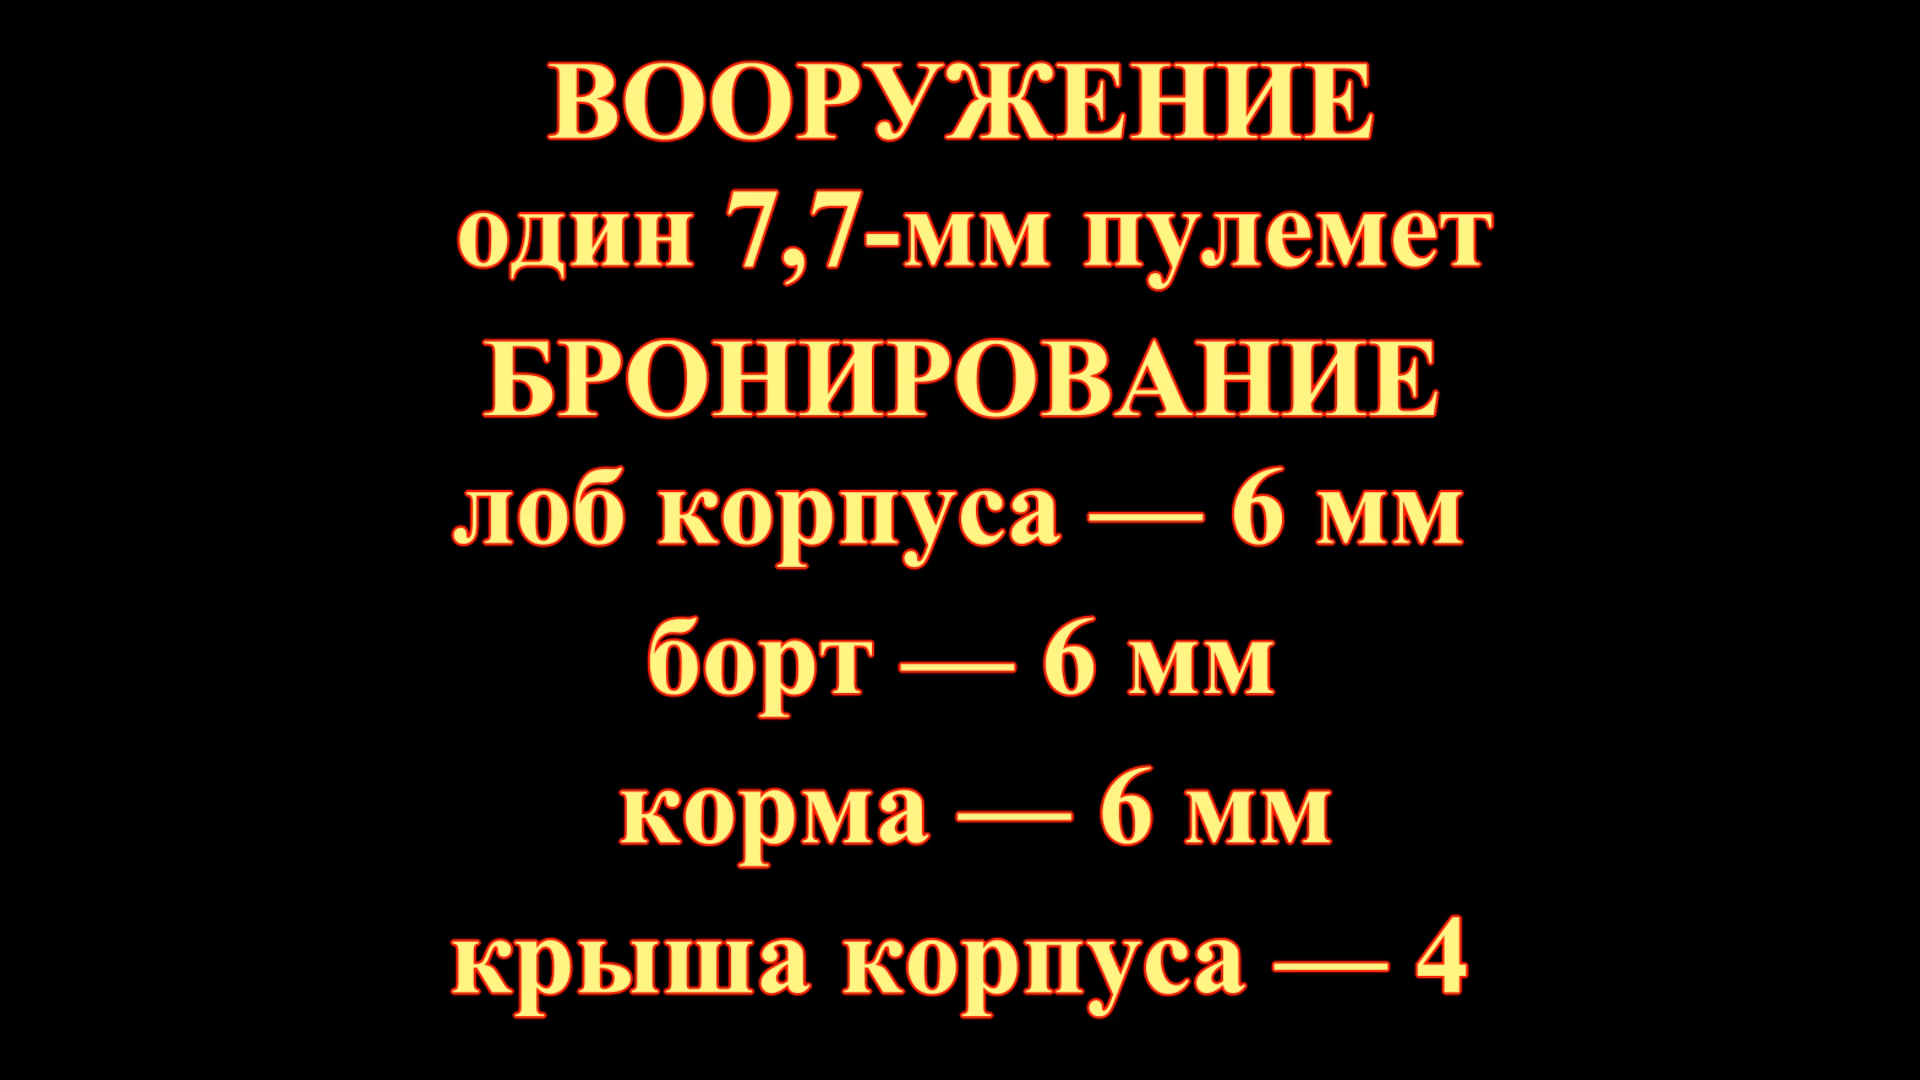 ВООРУЖЕНИЕ
один 7,7-мм пулемет
БРОНИРОВАНИЕ
лоб корпуса — 6 мм
борт — 6 мм
корма — 6 мм
крыша корпуса — 4